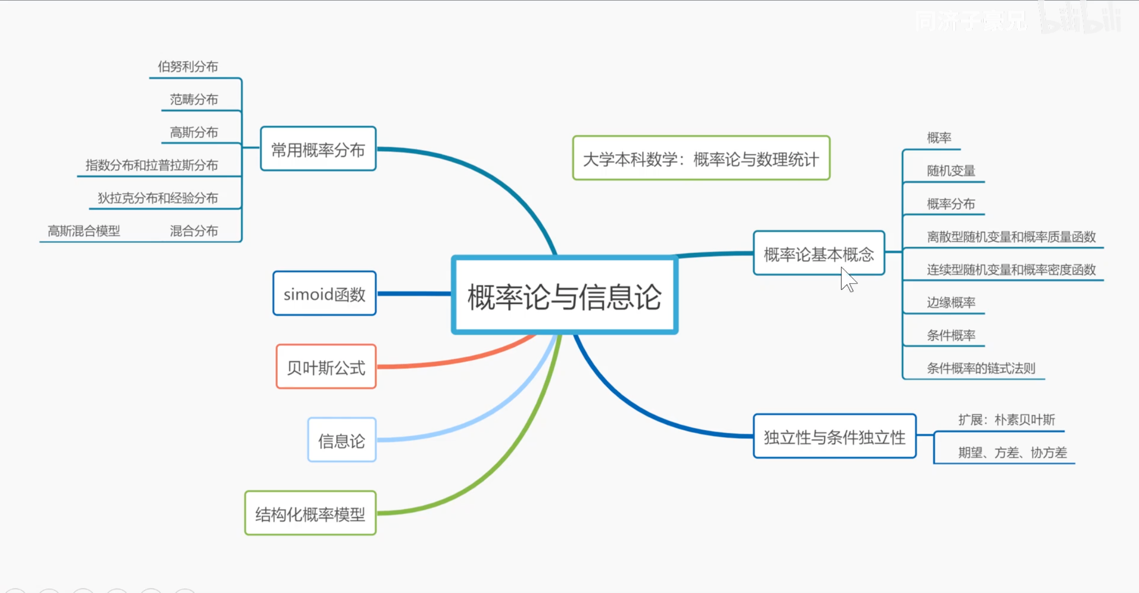 同济子豪兄 bilibili
伯努利分布
范畴分布
高斯分布
指数分布和拉普拉斯分布
狄拉克分布和经验分布
高斯混合模型 混合分布
常用概率分布
大学本科数学：概率论与数理统计
概率
随机变量
概率分布
离散型随机变量和概率质量函数
连续型随机变量和概率密度函数
边缘概率
条件概率
条件概率的链式法则
概率论基本概念
概率论与信息论
simoid函数
贝叶斯公式
信息论
结构化概率模型
独立性与条件独立性
扩展：朴素贝叶斯
期望、方差、协方差